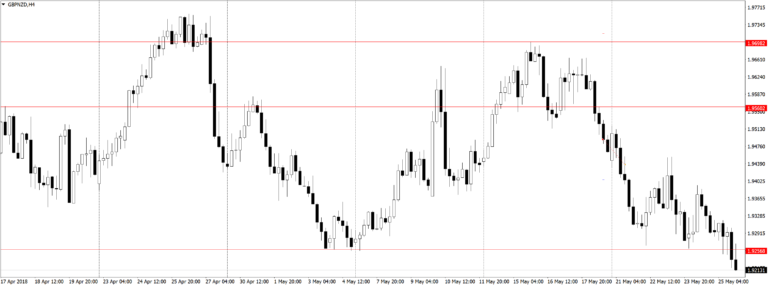 GBPNZD,H4
1.97715
1.97345
1.96982
1.96610
1.96240
1.95870
1.95602
1.95130
1.94760
1.94390
1.94025
1.93655
1.93285
1.92915
1.92568
1.92131
17 Apr 2018
18 Apr 12:00
19 Apr 20:00
23 Apr 04:00
24 Apr 12:00
25 Apr 20:00
27 Apr 04:00
30 Apr 12:00
1 May 20:00
3 May 04:00
4 May 12:00
7 May 20:00
9 May 04:00
10 May 12:00
11 May 20:00
15 May 04:00
16 May 12:00
17 May 20:00
21 May 04:00
22 May 12:00
23 May 20:00
25 May 04:00